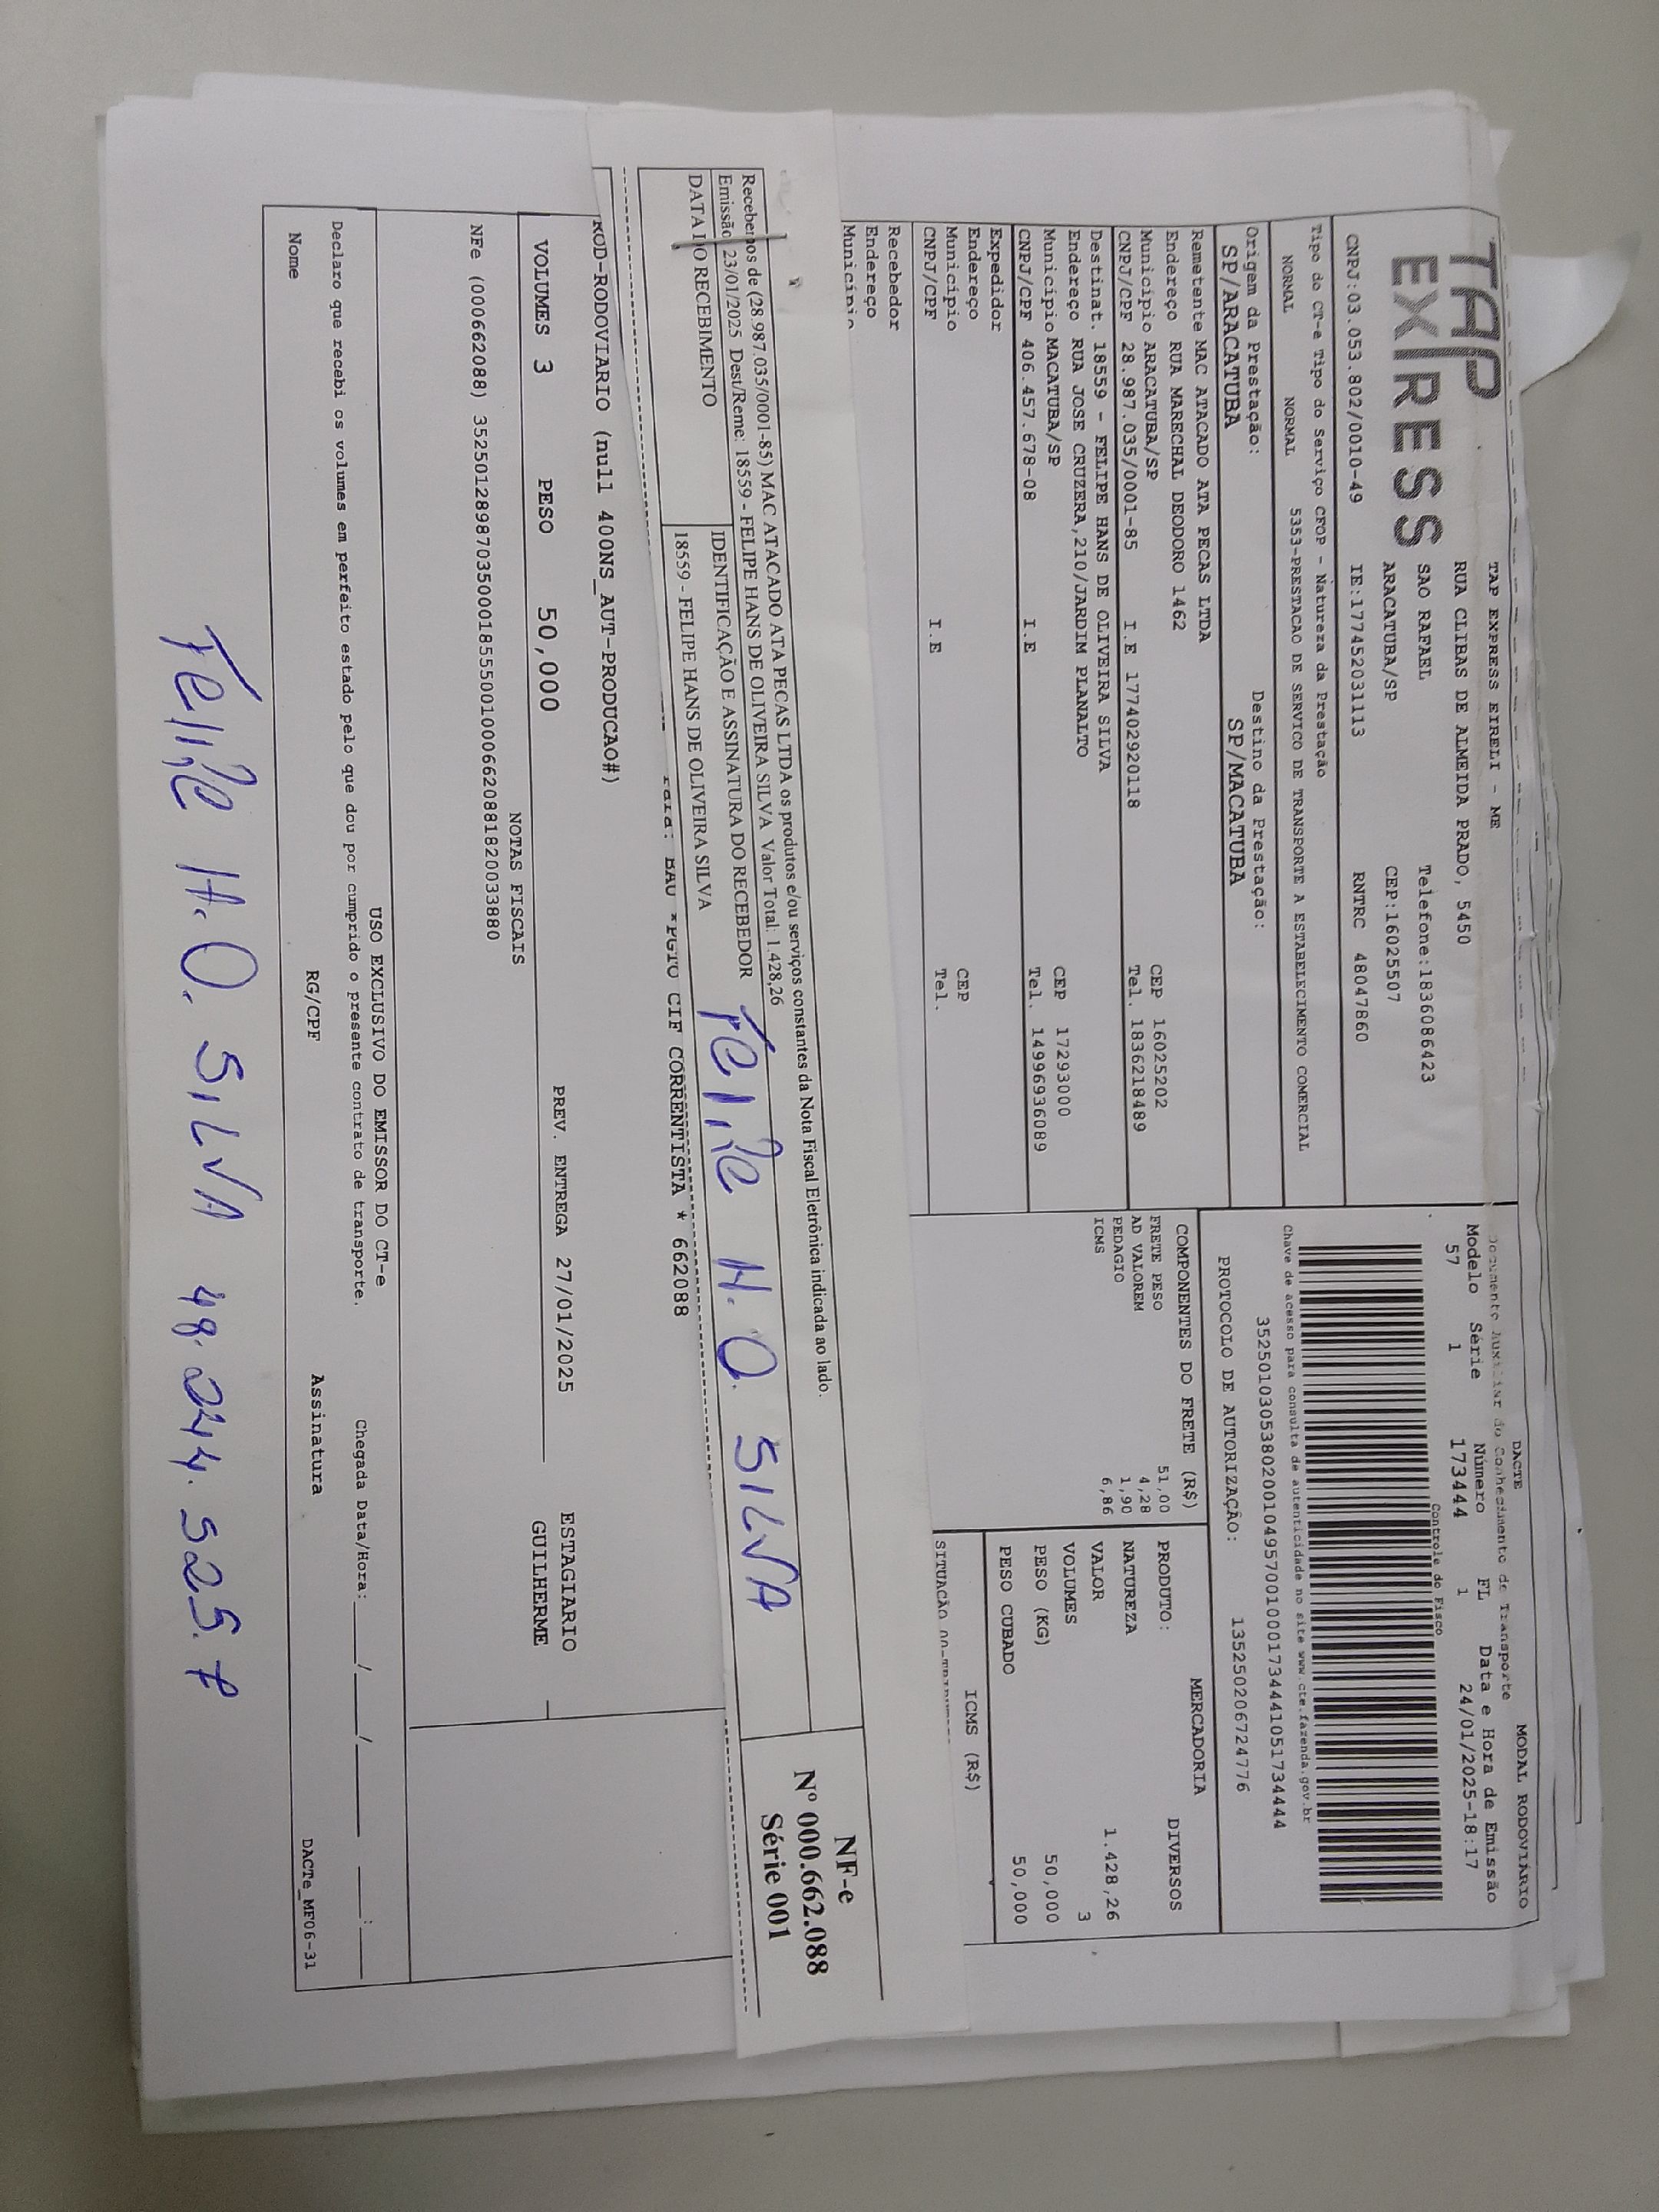 TAP EXPRESS
TAP EXPRESS EIRELI - ME
RUA CLIBAS DE ALMEIDA PRADO, 5450
SAO RAFAEL Telefone:1836086423
ARACATUBA/SP CEP:16025507
CNPJ:03.053.802/0010-49 IE:177452031113 RNTRC 48047860
Tipo do CT-e Tipo do Serviço CFOP - Natureza da Prestação
NORMAL NORMAL 5353-PRESTACAO DE SERVICO DE TRANSPORTE A ESTABELECIMENTO COMERCIAL
Origem da Prestação: Destino da Prestação:
SP/ARACATUBA SP/MACATUBA
Remetente MAC ATACADO ATA PECAS LTDA
Endereço RUA MARECHAL DEODORO 1462
Município ARACATUBA/SP CEP 16025202
CNPJ/CPF 28.987.035/0001-85 I.E 177402920118 Tel. 1836218489
Destinat. 18559 - FELIPE HANS DE OLIVEIRA SILVA
Endereço RUA JOSE CRUZERA,210/JARDIM PLANALTO
Município MACATUBA/SP CEP 17293000
CNPJ/CPF 406.457.678-08 I.E Tel. 14996936089
Expedidor
Endereço
Município CEP
CNPJ/CPF I.E Tel.
Recebedor
Endereço
Município
DACTE MODAL RODOVIÁRIO
Documento Auxiliar do Conhecimento de Transporte
Modelo Série Número FL Data e Hora de Emissão
57 1 173444 1 24/01/2025-18:17
Controle do Fisco
Chave de acesso para consulta de autenticidade no site www.cte.fazenda.gov.br
35250103053802001049570010001734441051734444
PROTOCOLO DE AUTORIZAÇÃO: 135250206724776
COMPONENTES DO FRETE (R$)
FRETE PESO 51,00
AD VALOREM 4,28
PEDAGIO 1,90
ICMS 6,86
MERCADORIA
PRODUTO: DIVERSOS
NATUREZA
VALOR 1.428,26
VOLUMES 3
PESO (KG) 50,000
PESO CUBADO 50,000
ICMS (R$)
Recebemos de (28.987.035/0001-85) MAC ATACADO ATA PECAS LTDA os produtos e/ou serviços constantes da Nota Fiscal Eletrônica indicada ao lado.
Emissão 23/01/2025 Dest/Reme: 18559 - FELIPE HANS DE OLIVEIRA SILVA Valor Total: 1.428,26
DATA DO RECEBIMENTO IDENTIFICAÇÃO E ASSINATURA DO RECEBEDOR
18559 - FELIPE HANS DE OLIVEIRA SILVA
Felipe H. O. SILVA
NF-e
Nº 000.662.088
Série 001
BAU *PGTO CIF CORRENTISTA * 662088
ROD-RODOVIARIO (null 400NS_AUT-PRODUCAO#)
VOLUMES 3 PESO 50,000 PREV. ENTREGA 27/01/2025
ESTAGIARIO
GUILHERME
NOTAS FISCAIS
NFe (000662088) 35250128987035000185550010006620881820033880
USO EXCLUSIVO DO EMISSOR DO CT-e
Declaro que recebi os volumes em perfeito estado pelo que dou por cumprido o presente contrato de transporte. Chegada Data/Hora: ____/____/______ ____:____
Nome RG/CPF Assinatura DACTe_MF06-31
Felipe H. O. SILVA 48.244.525.7